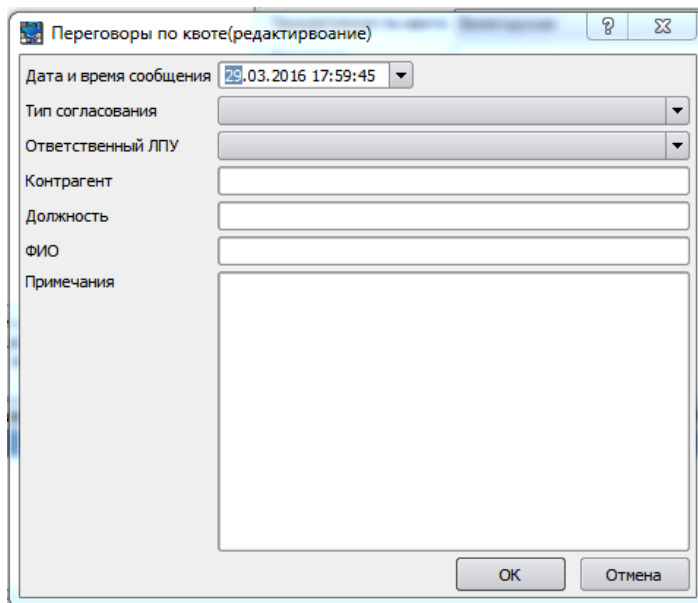 Переговоры по квоте(редактирвоание)
Дата и время сообщения 29.03.2016 17:59:45
Тип согласования
Ответственный ЛПУ
Контрагент
Должность
ФИО
Примечания
OK Отмена